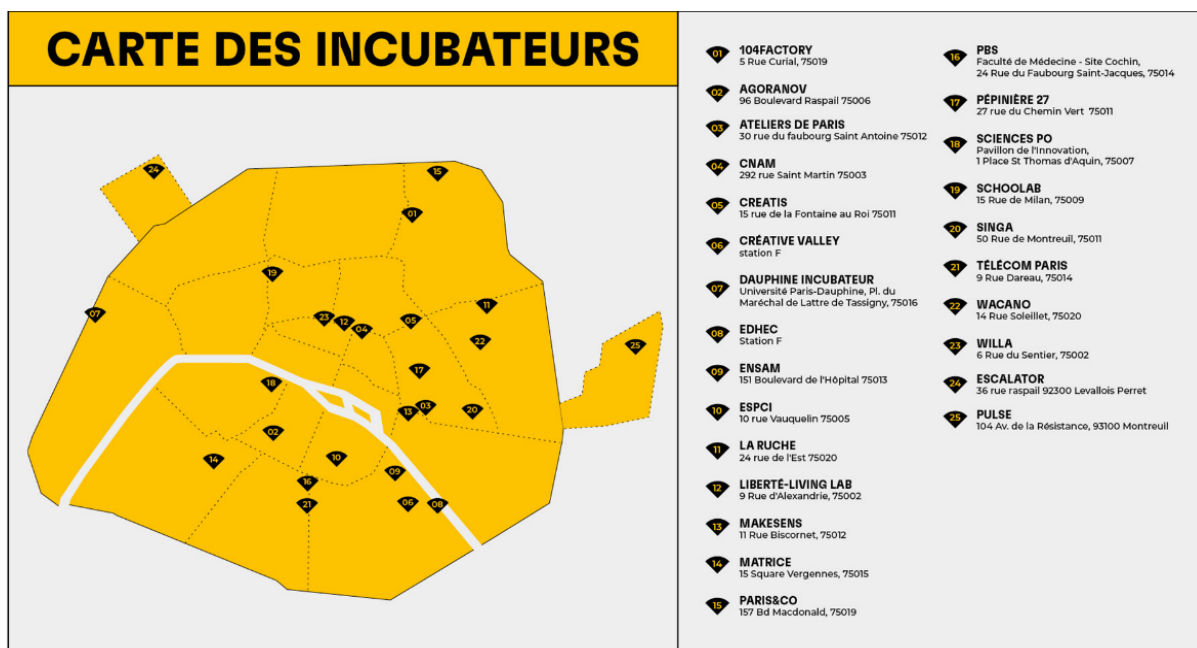 CARTE DES INCUBATEURS
24
15
01
19
07
23
12
04
05
11
22
25
17
18
13
03
20
02
14
10
16
09
21
06
08
01
104FACTORY
5 Rue Curial, 75019
02
AGORANOV
96 Boulevard Raspail 75006
03
ATELIERS DE PARIS
30 rue du faubourg Saint Antoine 75012
04
CNAM
292 rue Saint Martin 75003
05
CREATIS
15 rue de la Fontaine au Roi 75011
06
CRÉATIVE VALLEY
station F
07
DAUPHINE INCUBATEUR
Université Paris-Dauphine, Pl. du
Maréchal de Lattre de Tassigny, 75016
08
EDHEC
Station F
09
ENSAM
151 Boulevard de l'Hôpital 75013
10
ESPCI
10 rue Vauquelin 75005
11
LA RUCHE
24 rue de l'Est 75020
12
LIBERTÉ-LIVING LAB
9 Rue d'Alexandrie, 75002
13
MAKESENS
11 Rue Biscornet, 75012
14
MATRICE
15 Square Vergennes, 75015
15
PARIS&CO
157 Bd Macdonald, 75019
16
PBS
Faculté de Médecine - Site Cochin,
24 Rue du Faubourg Saint-Jacques, 75014
17
PÉPINIÈRE 27
27 rue du Chemin Vert 75011
18
SCIENCES PO
Pavillon de l'Innovation,
1 Place St Thomas d'Aquin, 75007
19
SCHOOLAB
15 Rue de Milan, 75009
20
SINGA
50 Rue de Montreuil, 75011
21
TÉLÉCOM PARIS
9 Rue Dareau, 75014
22
WACANO
14 Rue Soleillet, 75020
23
WILLA
6 Rue du Sentier, 75002
24
ESCALATOR
36 rue raspail 92300 Levallois Perret
25
PULSE
104 Av. de la Résistance, 93100 Montreuil